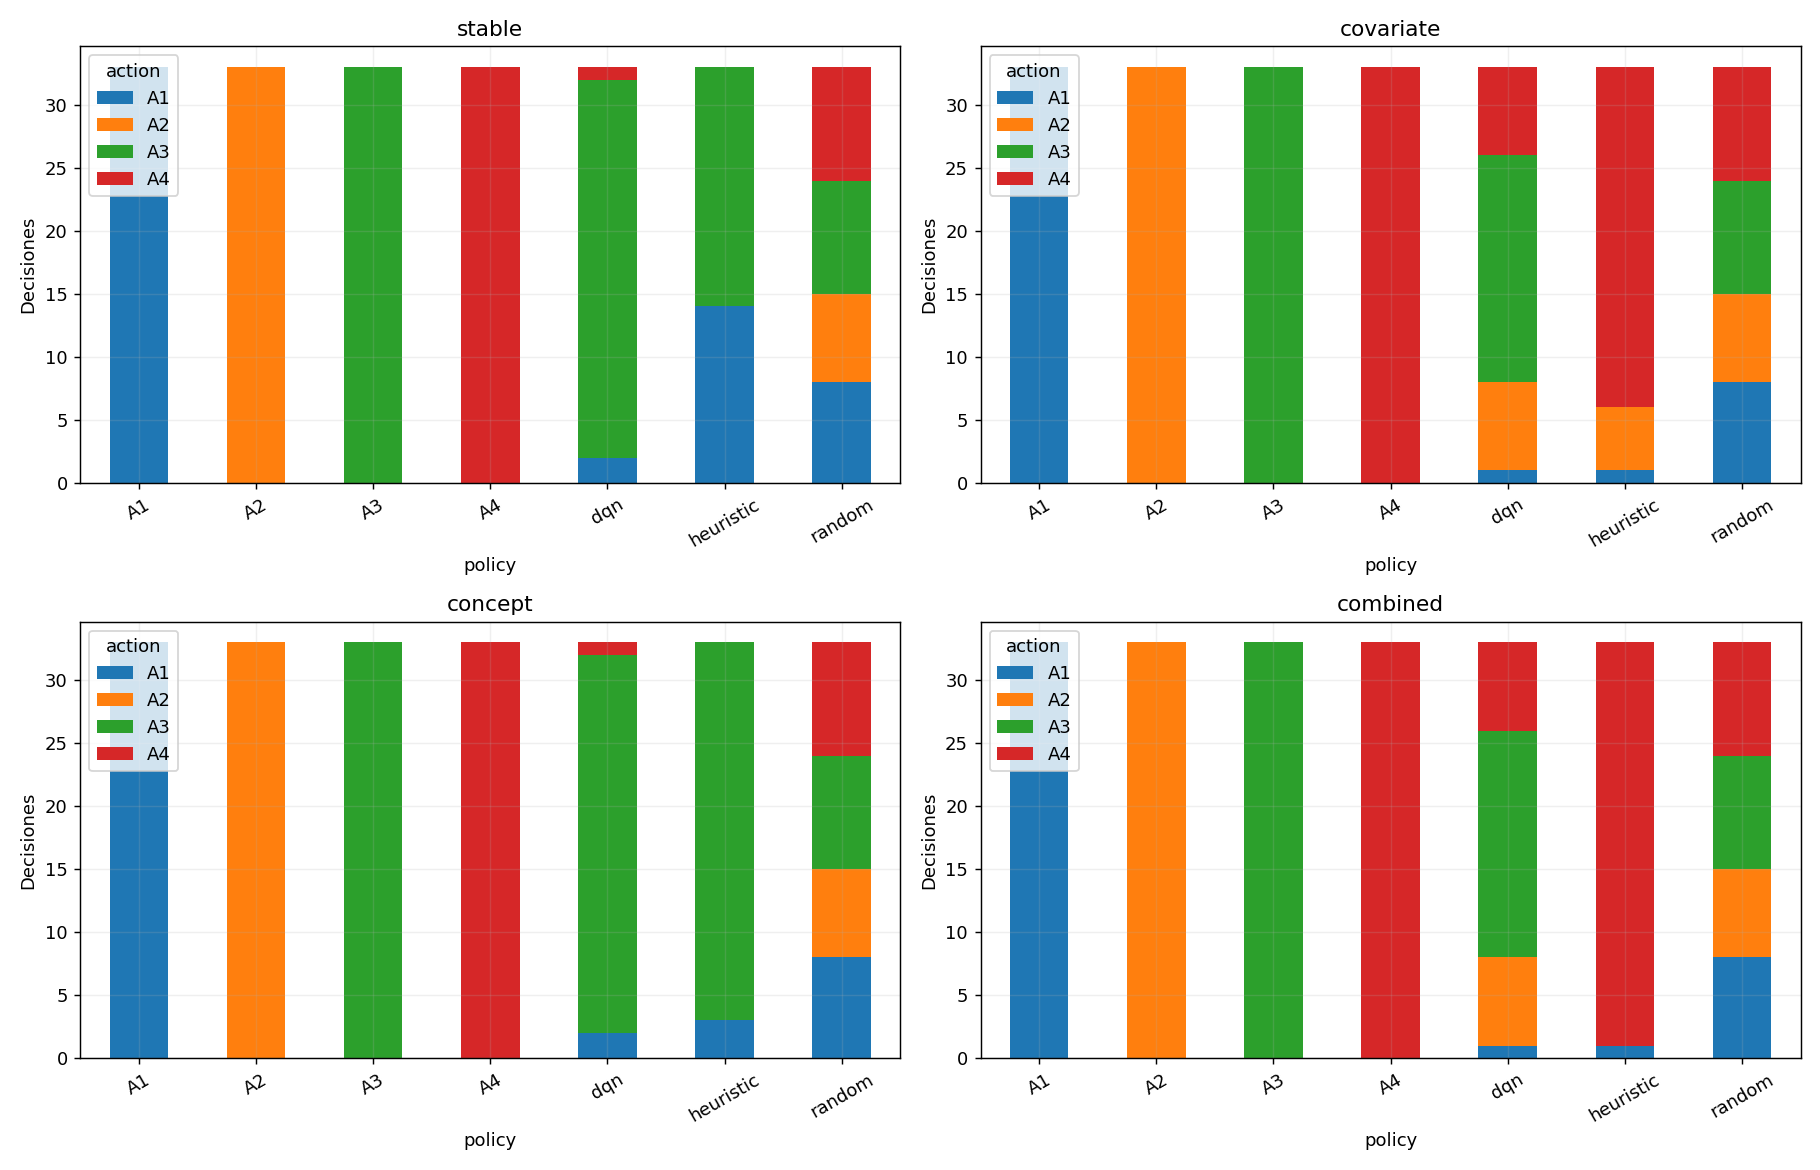 stable
action
A1
A2
A3
A4
Decisiones
30
25
20
15
10
5
0
A1 A2 A3 A4 dqn heuristic random
policy
covariate
action
A1
A2
A3
A4
Decisiones
30
25
20
15
10
5
0
A1 A2 A3 A4 dqn heuristic random
policy
concept
action
A1
A2
A3
A4
Decisiones
30
25
20
15
10
5
0
A1 A2 A3 A4 dqn heuristic random
policy
combined
action
A1
A2
A3
A4
Decisiones
30
25
20
15
10
5
0
A1 A2 A3 A4 dqn heuristic random
policy